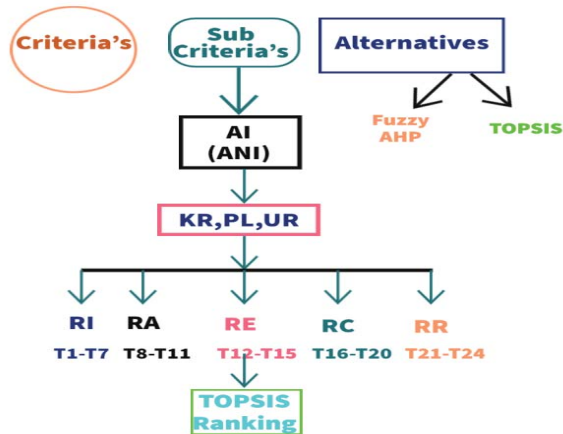 Criteria's
Sub
Criteria's
Alternatives
Fuzzy
AHP
TOPSIS
AI
(ANI)
KR,PL,UR
RI RA RE RC RR
T1-T7 T8-T11 T12-T15 T16-T20 T21-T24
TOPSIS
Ranking